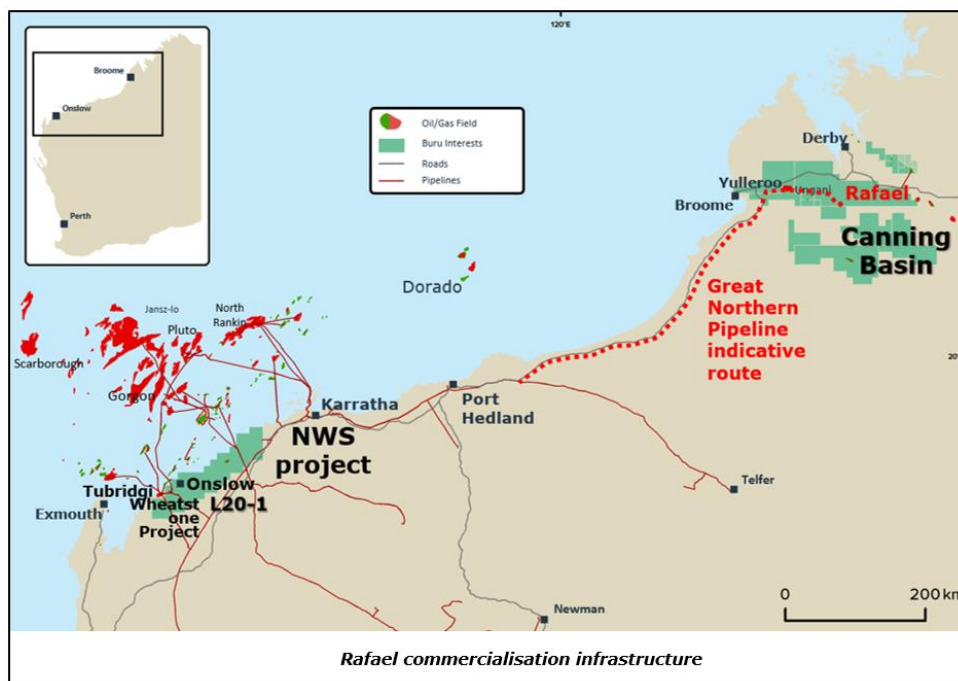 120°E
Broome
Onslow
Perth
Oil/Gas Field
Buru Interests
Roads
Pipelines
Derby
Yulleroo
Ungani
Broome
Rafael
Canning
Basin
Dorado
Great
Northern
Pipeline
indicative
route
Jansz-Io
North
Rankin
Pluto
Scarborough
Gorgon
Karratha
Port
Hedland
NWS
project
Onslow
Tubridgi
L20-1
Wheatst
one
Project
Exmouth
Telfer
Newman
0
200 km
Rafael commercialisation infrastructure